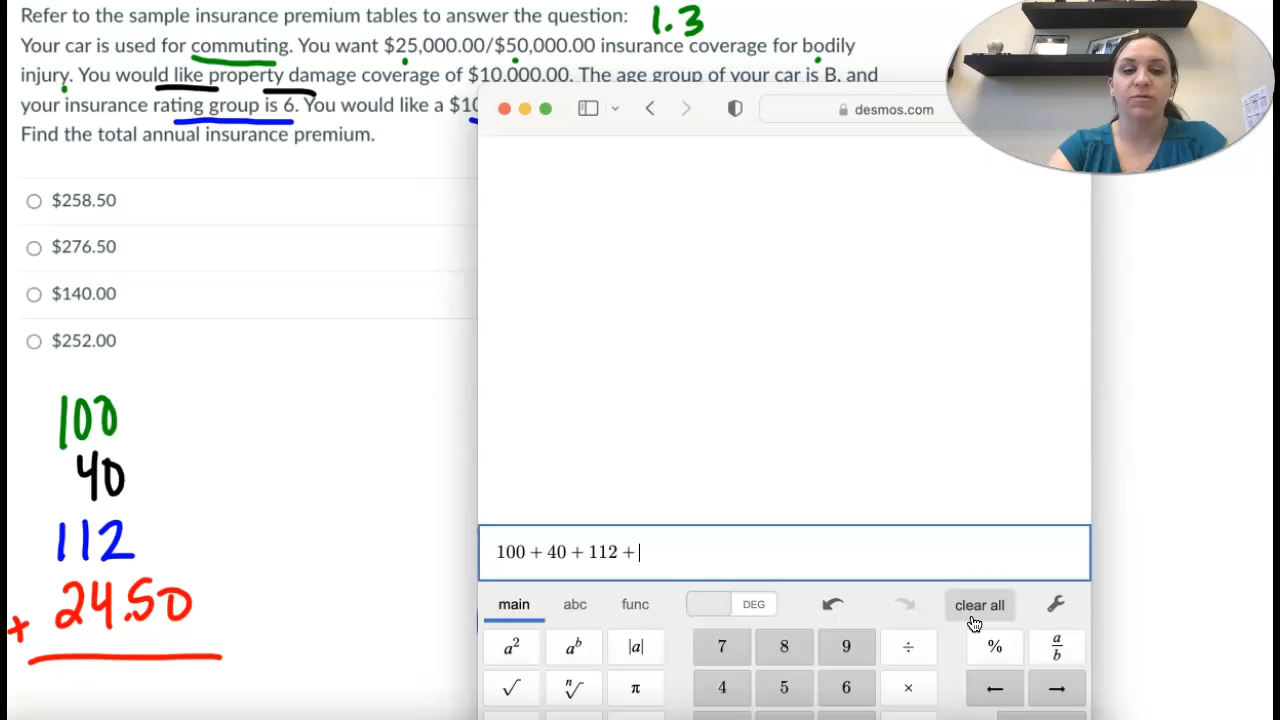 Refer to the sample insurance premium tables to answer the question:
1.3
Your car is used for commuting. You want $25,000.00/$50,000.00 insurance coverage for bodily
injury. You would like property damage coverage of $10,000.00. The age group of your car is B, and
your insurance rating group is 6. You would like a $10
Find the total annual insurance premium.
desmos.com
$258.50
$276.50
$140.00
$252.00
100
40
112
+ 24.50
100 + 40 + 112 +
main abc func DEG clear all
a² aᵇ |a| 7 8 9 ÷ % a/b
√ ⁿ√ π 4 5 6 × ← →